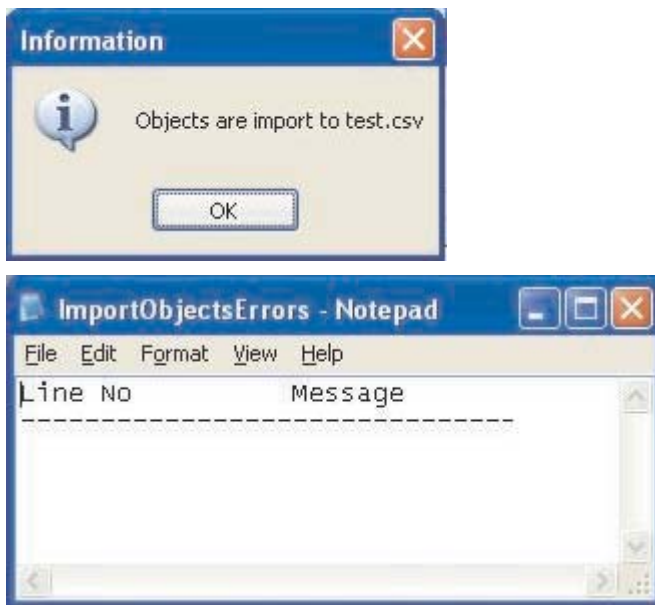 Information
Objects are import to test.csv
OK
ImportObjectsErrors - Notepad
File Edit Format View Help
Line No Message
-------------------------------